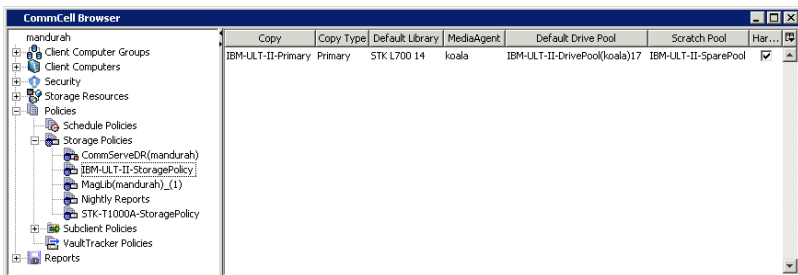 CommCell Browser
mandurah
Client Computer Groups
Client Computers
Security
Storage Resources
Policies
Schedule Policies
Storage Policies
CommServeDR(mandurah)
IBM-ULT-II-StoragePolicy
MagLib(mandurah)_(1)
Nightly Reports
STK-T1000A-StoragePolicy
Subclient Policies
VaultTracker Policies
Reports
Copy Copy Type Default Library MediaAgent Default Drive Pool Scratch Pool Har...
IBM-ULT-II-Primary Primary STK L700 14 koala IBM-ULT-II-DrivePool(koala)17 IBM-ULT-II-SparePool